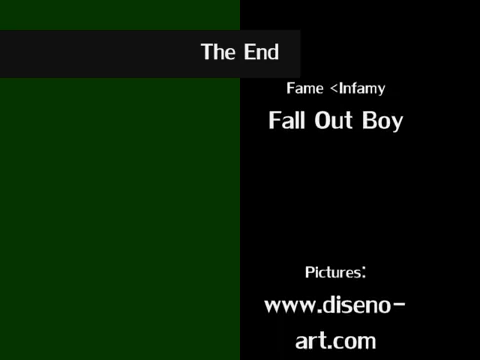 The End
Fame <Infamy
Fall Out Boy
Pictures:
www.diseno-
art.com